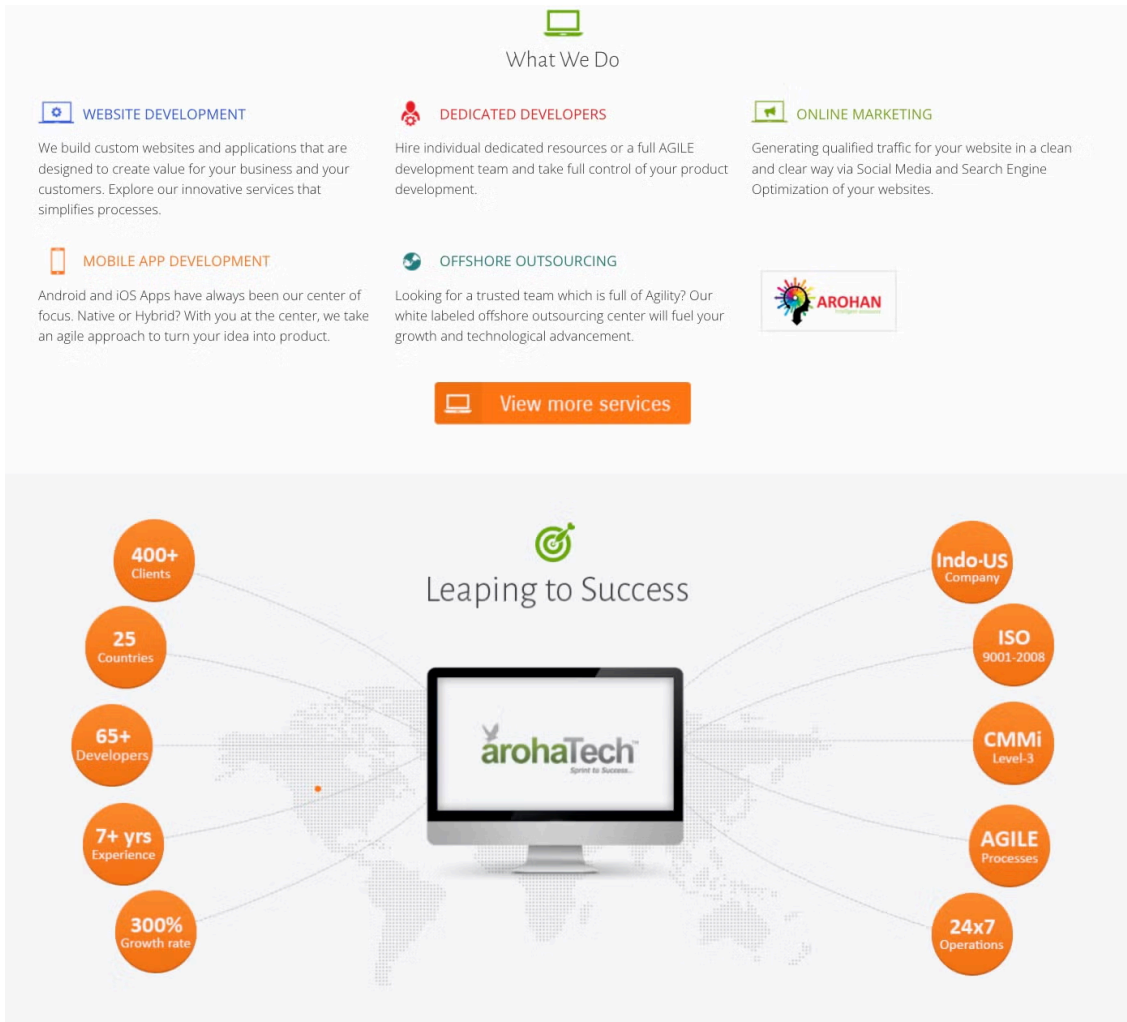 What We Do
WEBSITE DEVELOPMENT
We build custom websites and applications that are
designed to create value for your business and your
customers. Explore our innovative services that
simplifies processes.
DEDICATED DEVELOPERS
Hire individual dedicated resources or a full AGILE
development team and take full control of your product
development.
ONLINE MARKETING
Generating qualified traffic for your website in a clean
and clear way via Social Media and Search Engine
Optimization of your websites.
MOBILE APP DEVELOPMENT
Android and iOS Apps have always been our center of
focus. Native or Hybrid? With you at the center, we take
an agile approach to turn your idea into product.
OFFSHORE OUTSOURCING
Looking for a trusted team which is full of Agility? Our
white labeled offshore outsourcing center will fuel your
growth and technological advancement.
AROHAN
View more services
Leaping to Success
400+
Clients
25
Countries
65+
Developers
7+ yrs
Experience
300%
Growth rate
arohaTech™
Sprint to Success...
Indo-US
Company
ISO
9001-2008
CMMi
Level-3
AGILE
Processes
24x7
Operations